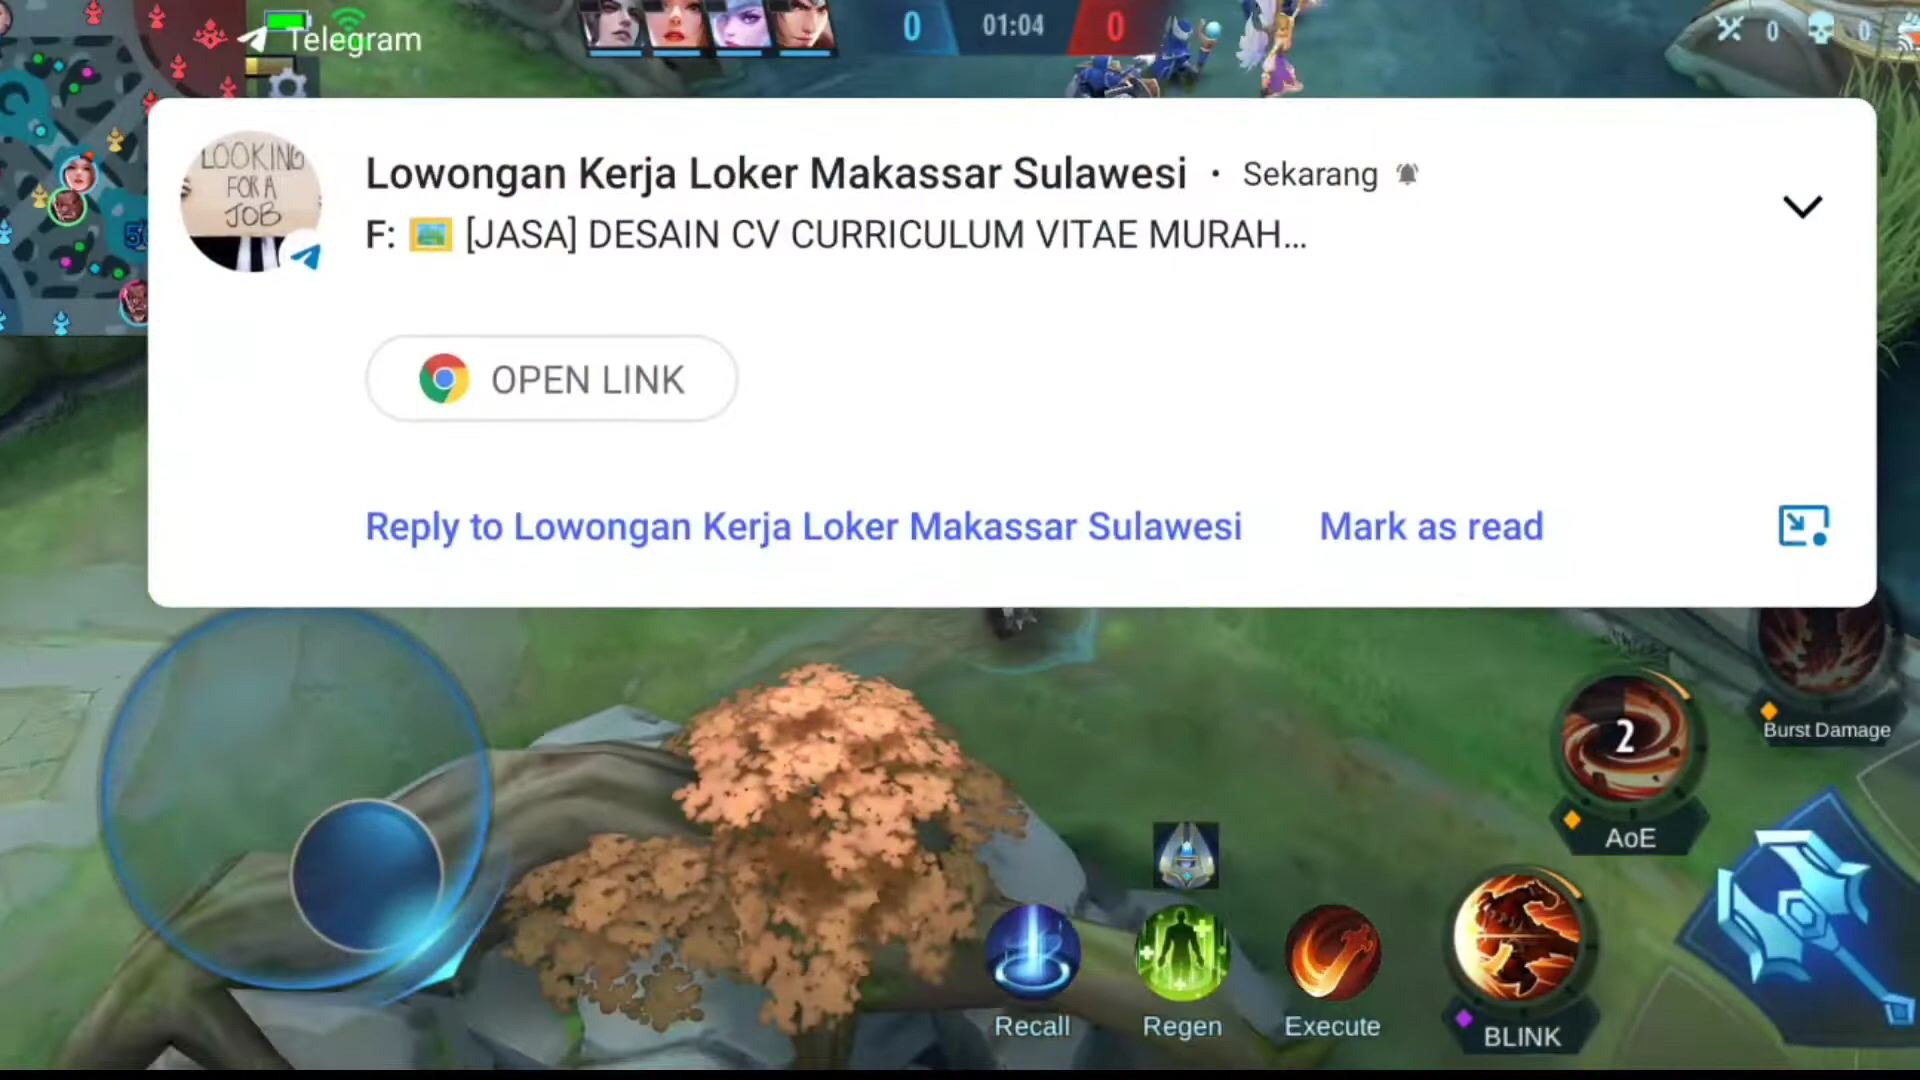 Telegram
0
01:04
0
0
0
LOOKING
FOR A
JOB
Lowongan Kerja Loker Makassar Sulawesi · Sekarang
F: [JASA] DESAIN CV CURRICULUM VITAE MURAH...
OPEN LINK
Reply to Lowongan Kerja Loker Makassar Sulawesi
Mark as read
2
Burst Damage
AoE
Recall
Regen
Execute
BLINK